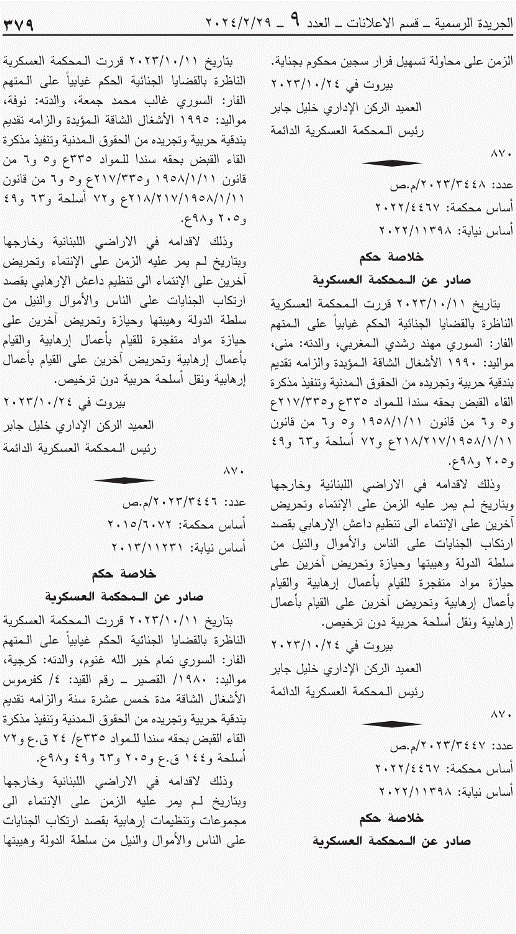 الجريدة الرسمية ــ قسم الاعلانات ــ العدد ٩ ــ ٢٠٢٤/٢/٢٩
٣٧٩
الزمن على محاولة تسهيل فرار سجين محكوم بجناية.
بيروت في ٢٠٢٣/١٠/٢٤
العميد الركن الإداري خليل جابر
رئيس المحكمة العسكرية الدائمة
٨٧٠
عدد: ٢٠٢٣/٣٤٤٨/م.ص
أساس محكمة: ٢٠٢٢/٤٤٦٧
أساس نيابة: ٢٠٢٢/١١٣٩٨
خلاصة حكم
صادر عن المحكمة العسكرية
بتاريخ ٢٠٢٣/١٠/١١ قررت المحكمة العسكرية
الناظرة بالقضايا الجنائية الحكم غيابياً على المتهم
الفار: السوري مهند رشدي المغربي، والدته: منى،
مواليد: ١٩٩٠ الأشغال الشاقة المؤبدة والزامه تقديم
بندقية حربية وتجريده من الحقوق المدنية وتنفيذ مذكرة
القاء القبض بحقه سندا للمواد ٣٣٥ع و٢١٧/٣٣٥ع
و٥ و٦ من قانون ١٩٥٨/١/١١ و٥ و٦ من قانون
٢١٨/٢١٧/١٩٥٨/١/١١ع و٧٢ أسلحة و٦٣ و٤٩
و٢٠٥ و٩٨ع.
وذلك لاقدامه في الاراضي اللبنانية وخارجها
وبتاريخ لم يمر عليه الزمن على الإنتماء وتحريض
آخرين على الإنتماء الى تنظيم داعش الإرهابي بقصد
ارتكاب الجنايات على الناس والأموال والنيل من
سلطة الدولة وهيبتها وحيازة وتحريض آخرين على
حيازة مواد متفجرة للقيام بأعمال إرهابية والقيام
بأعمال إرهابية وتحريض آخرين على القيام بأعمال
إرهابية ونقل أسلحة حربية دون ترخيص.
بيروت في ٢٠٢٣/١٠/٢٤
العميد الركن الإداري خليل جابر
رئيس المحكمة العسكرية الدائمة
٨٧٠
عدد: ٢٠٢٣/٣٤٤٧/م.ص
أساس محكمة: ٢٠٢٢/٤٤٦٧
أساس نيابة: ٢٠٢٢/١١٣٩٨
خلاصة حكم
صادر عن المحكمة العسكرية
بتاريخ ٢٠٢٣/١٠/١١ قررت المحكمة العسكرية
الناظرة بالقضايا الجنائية الحكم غيابياً على المتهم
الفار: السوري غالب محمد جمعة، والدته: نوفة،
مواليد: ١٩٩٥ الأشغال الشاقة المؤبدة والزامه تقديم
بندقية حربية وتجريده من الحقوق المدنية وتنفيذ مذكرة
القاء القبض بحقه سندا للمواد ٣٣٥ع و٥ و٦ من
قانون ١٩٥٨/١/١١ و٢١٧/٣٣٥ع و٥ و٦ من قانون
٢١٨/٢١٧/١٩٥٨/١/١١ع و٧٢ أسلحة و٦٣ و٤٩
و٢٠٥ و٩٨ع.
وذلك لاقدامه في الاراضي اللبنانية وخارجها
وبتاريخ لم يمر عليه الزمن على الإنتماء وتحريض
آخرين على الإنتماء الى تنظيم داعش الإرهابي بقصد
ارتكاب الجنايات على الناس والأموال والنيل من
سلطة الدولة وهيبتها وحيازة وتحريض آخرين على
حيازة مواد متفجرة للقيام بأعمال إرهابية والقيام
بأعمال إرهابية وتحريض آخرين على القيام بأعمال
إرهابية ونقل أسلحة حربية دون ترخيص.
بيروت في ٢٠٢٣/١٠/٢٤
العميد الركن الإداري خليل جابر
رئيس المحكمة العسكرية الدائمة
٨٧٠
عدد: ٢٠٢٣/٣٤٤٦/م.ص
أساس محكمة: ٢٠١٥/٦٠٧٢
أساس نيابة: ٢٠١٣/١١٢٣١
خلاصة حكم
صادر عن المحكمة العسكرية
بتاريخ ٢٠٢٣/١٠/١١ قررت المحكمة العسكرية
الناظرة بالقضايا الجنائية الحكم غيابياً على المتهم
الفار: السوري تمام خير الله غنوم، والدته: كرجية،
مواليد: ١٩٨٠/ القصير ــ رقم القيد: ٤/ كفرموس
الأشغال الشاقة مدة خمس عشرة سنة والزامه تقديم
بندقية حربية وتجريده من الحقوق المدنية وتنفيذ مذكرة
القاء القبض بحقه سندا للمواد ٣٣٥ع/ ٢٤ ق.ع و٧٢
أسلحة و١٤٤ ق.ع و٢٠٥ و٦٣ و٤٩ و٩٨ع.
وذلك لاقدامه في الاراضي اللبنانية وخارجها
وبتاريخ لم يمر عليه الزمن على الإنتماء الى
مجموعات وتنظيمات إرهابية بقصد ارتكاب الجنايات
على الناس والأموال والنيل من سلطة الدولة وهيبتها